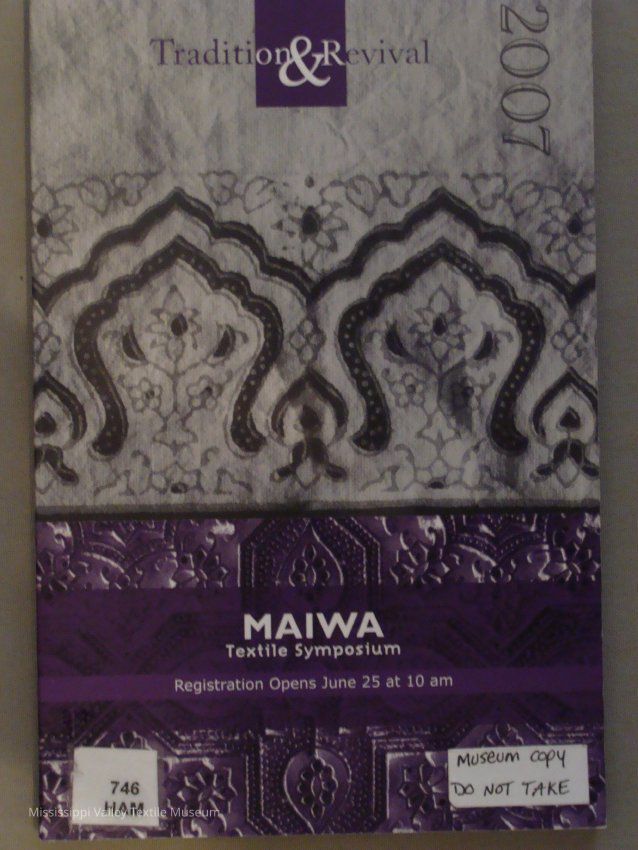 Tradition & Revival
2007
MAIWA
Textile Symposium
Registration Opens June 25 at 10 am
746
HAM
MUSEUM COPY
DO NOT TAKE
Mississippi Valley Textile Museum